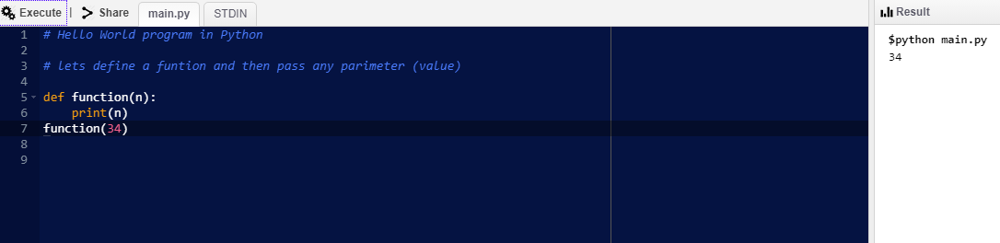 Execute | Share main.py STDIN
Result
1 # Hello World program in Python
2
3 # lets define a funtion and then pass any parimeter (value)
4
5 def function(n):
6     print(n)
7 function(34)
8
9
$python main.py
34